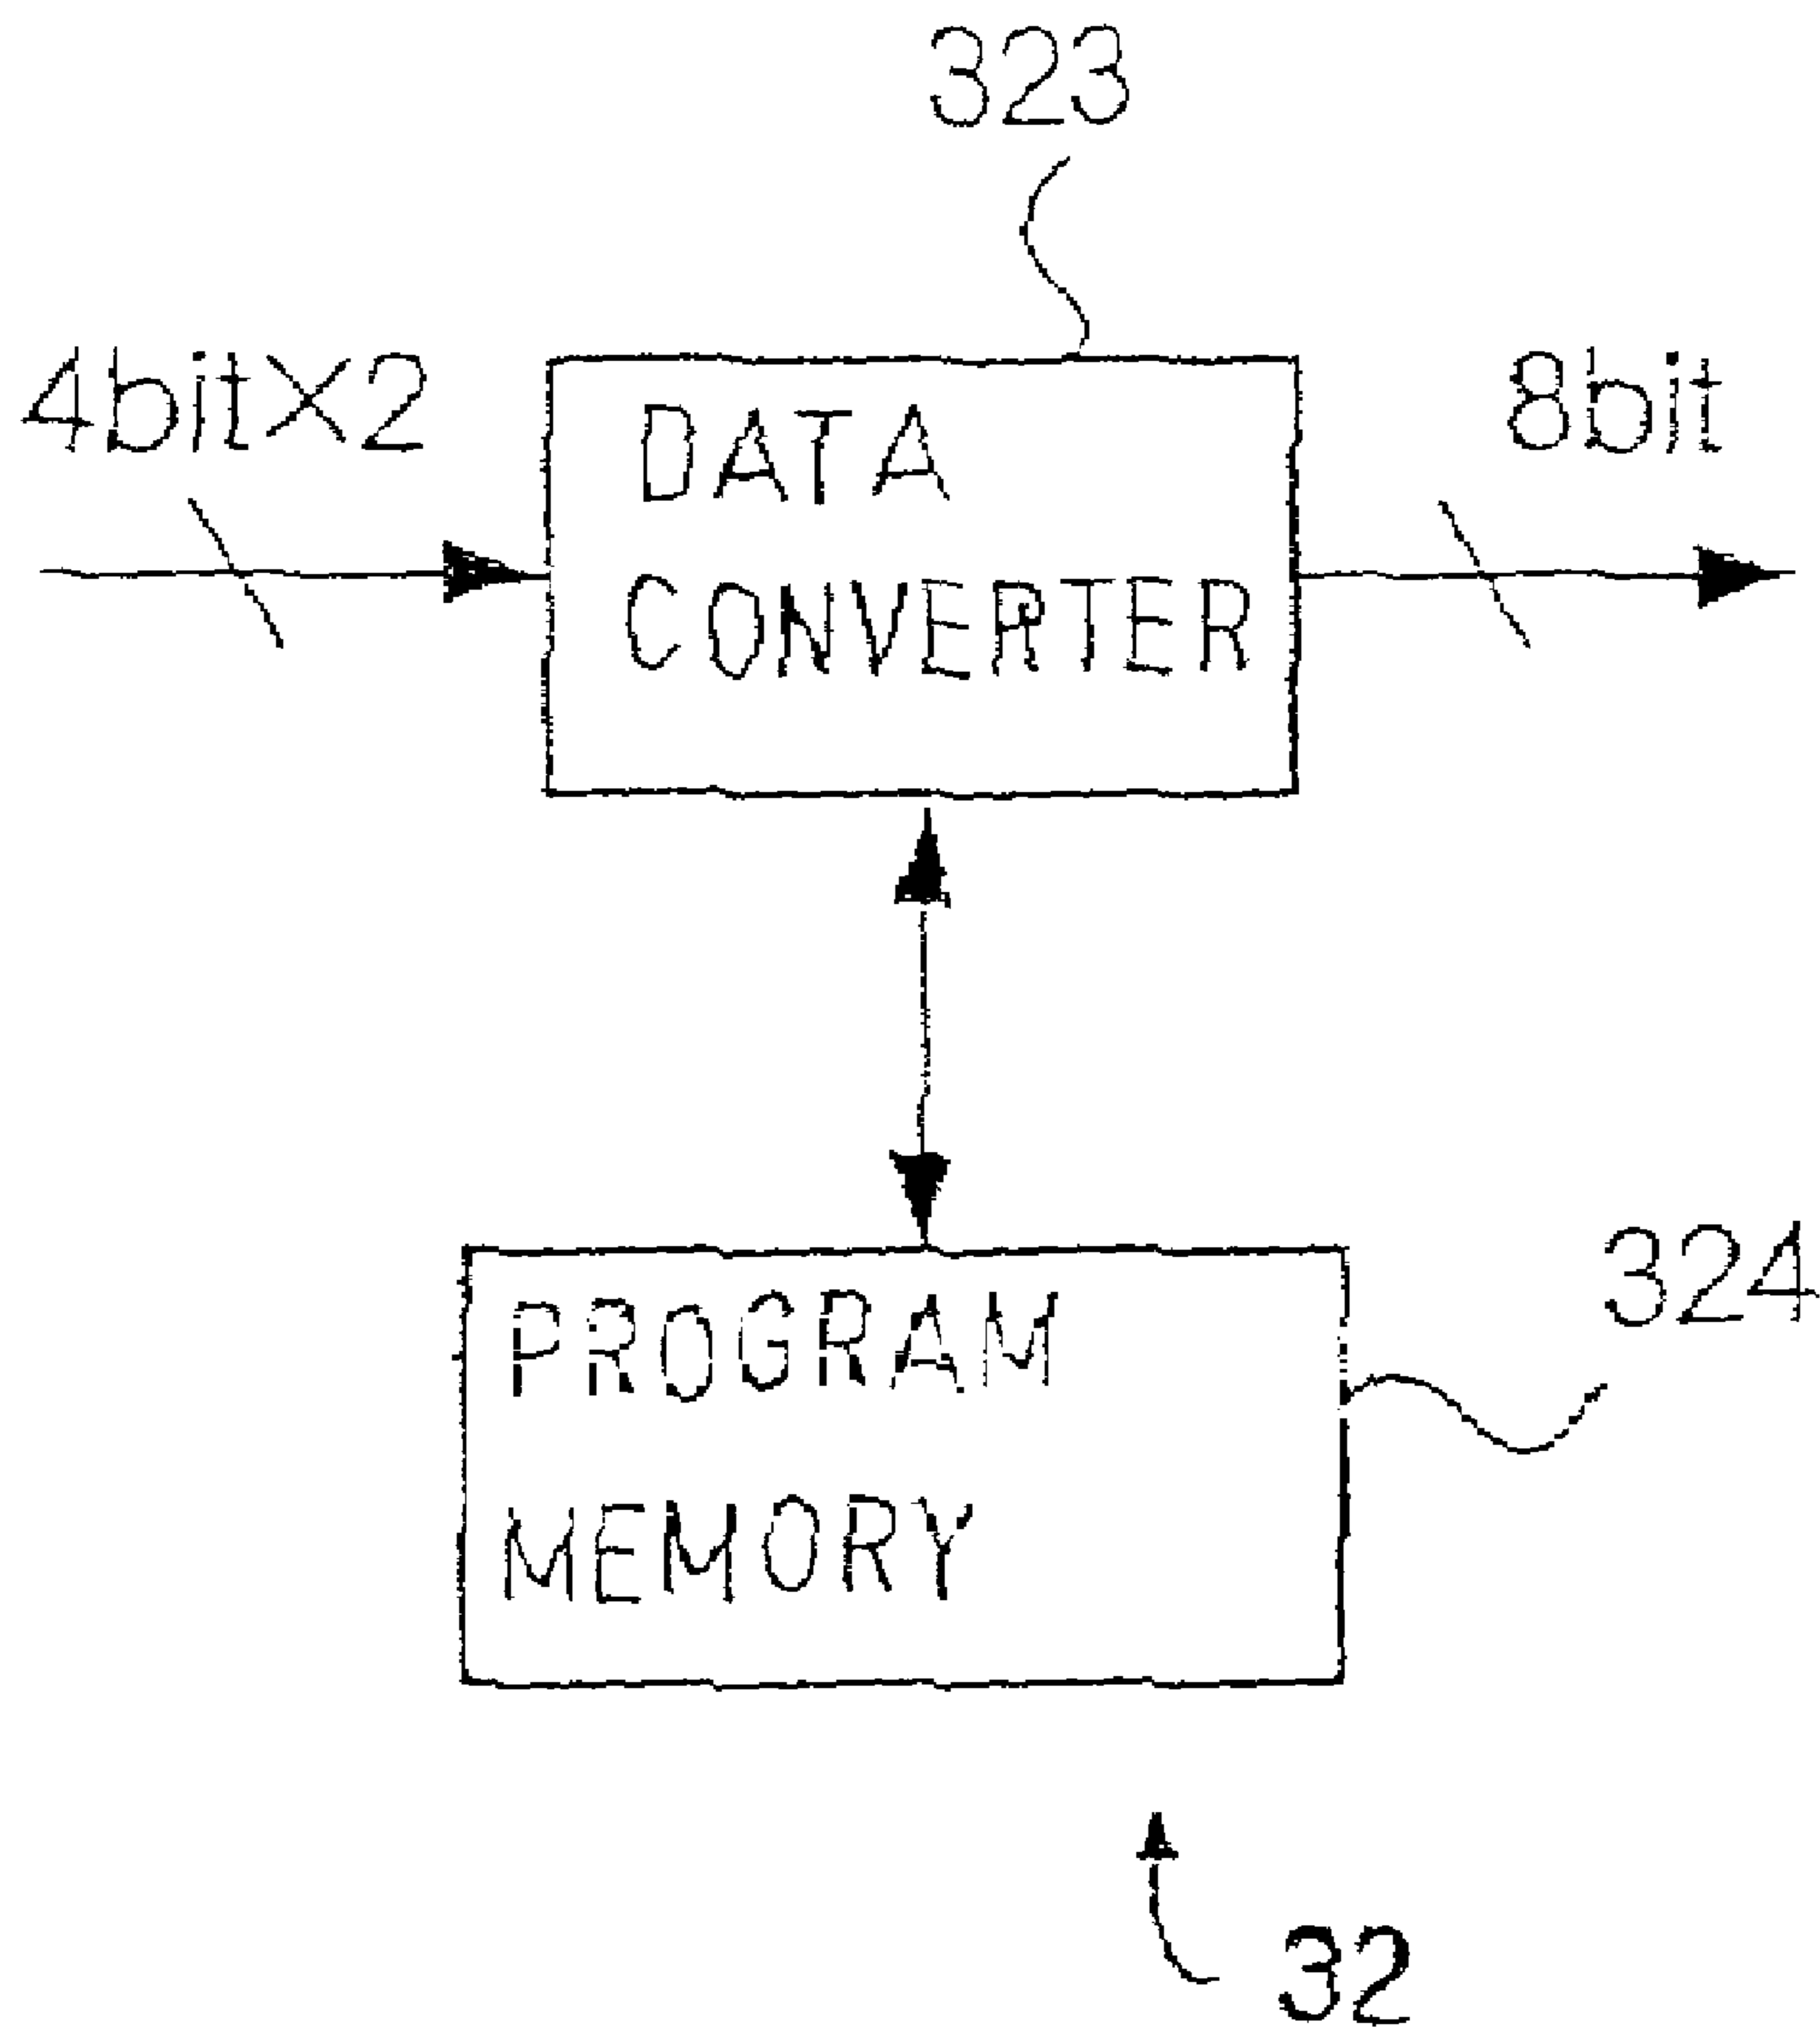 323
4bit×2
8bit
DATA
CONVERTER
324
PROGRAM
MEMORY
32